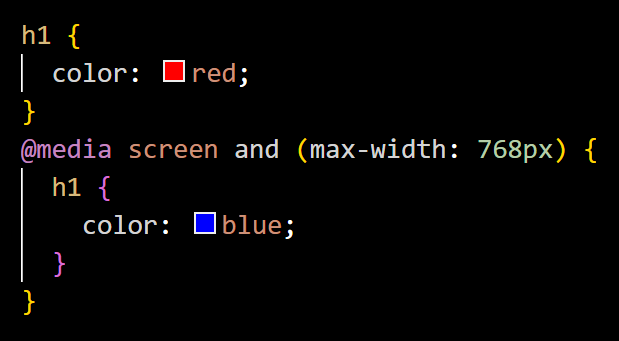 h1 {
  color: red;
}
@media screen and (max-width: 768px) {
  h1 {
    color: blue;
  }
}